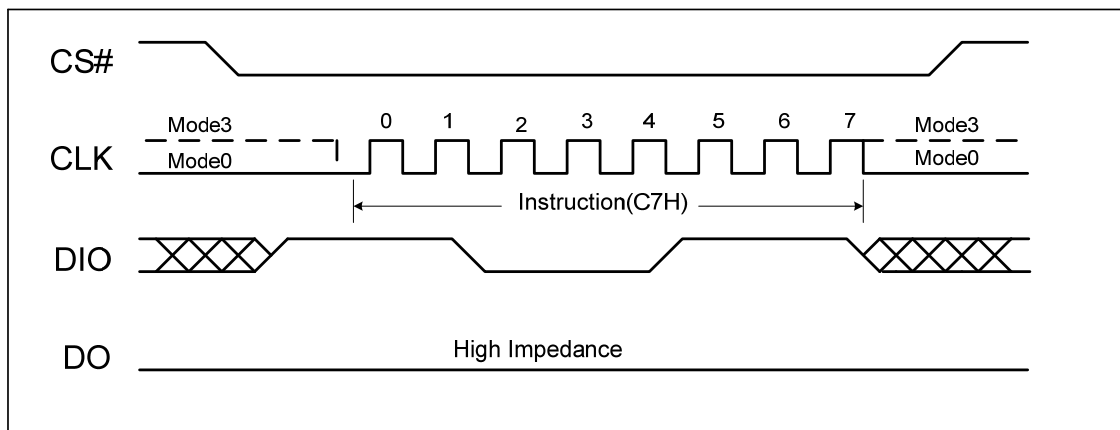 CS#
Mode3 0 1 2 3 4 5 6 7 Mode3
CLK Mode0 Mode0
Instruction(C7H)
DIO
High Impedance
DO